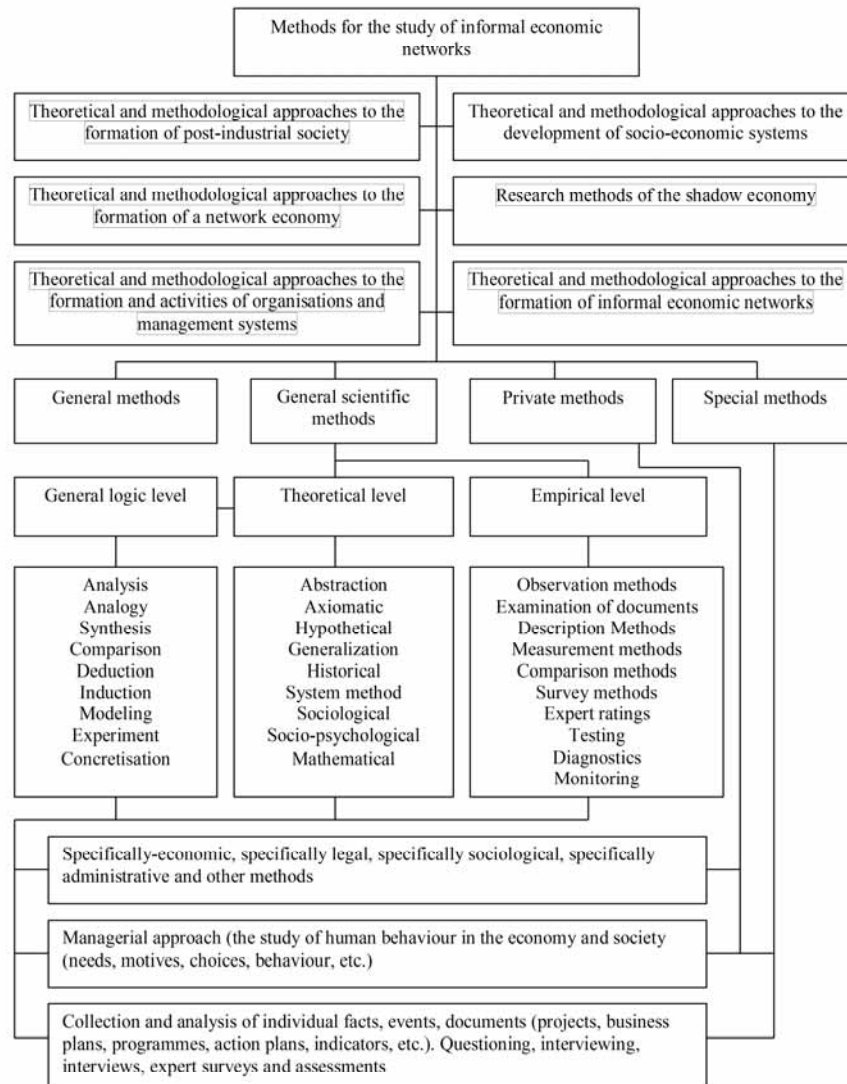 Methods for the study of informal economic
networks
Theoretical and methodological approaches to the
formation of post-industrial society
Theoretical and methodological approaches to the
development of socio-economic systems
Theoretical and methodological approaches to the
formation of a network economy
Research methods of the shadow economy
Theoretical and methodological approaches to the
formation and activities of organisations and
management systems
Theoretical and methodological approaches to the
formation of informal economic networks
General methods
General scientific
methods
Private methods
Special methods
General logic level
Theoretical level
Empirical level
Analysis
Analogy
Synthesis
Comparison
Deduction
Induction
Modeling
Experiment
Concretisation
Abstraction
Axiomatic
Hypothetical
Generalization
Historical
System method
Sociological
Socio-psychological
Mathematical
Observation methods
Examination of documents
Description Methods
Measurement methods
Comparison methods
Survey methods
Expert ratings
Testing
Diagnostics
Monitoring
Specifically-economic, specifically legal, specifically sociological, specifically
administrative and other methods
Managerial approach (the study of human behaviour in the economy and society
(needs, motives, choices, behaviour, etc.)
Collection and analysis of individual facts, events, documents (projects, business
plans, programmes, action plans, indicators, etc.). Questioning, interviewing,
interviews, expert surveys and assessments